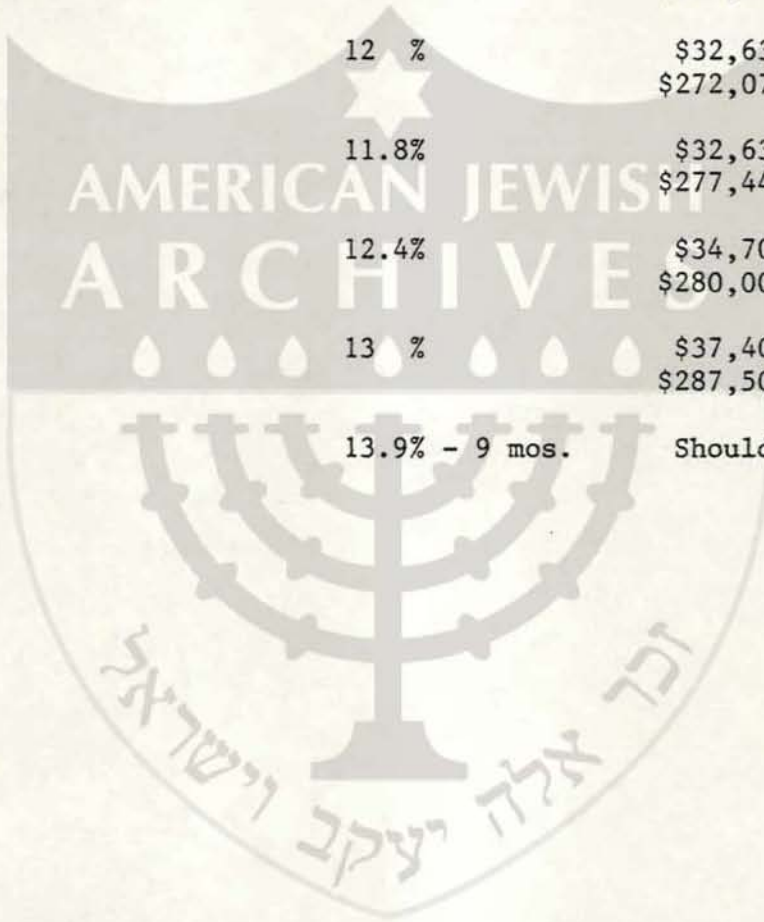 12 %
$32,63
$272,07
11.8%
$32,63
$277,44
AMERICAN JEWISH
ARCHIVES
12.4%
$34,70
$280,00
13 %
$37,40
$287,50
13.9% - 9 mos.
Should
זכר אלה יעקב וישראל